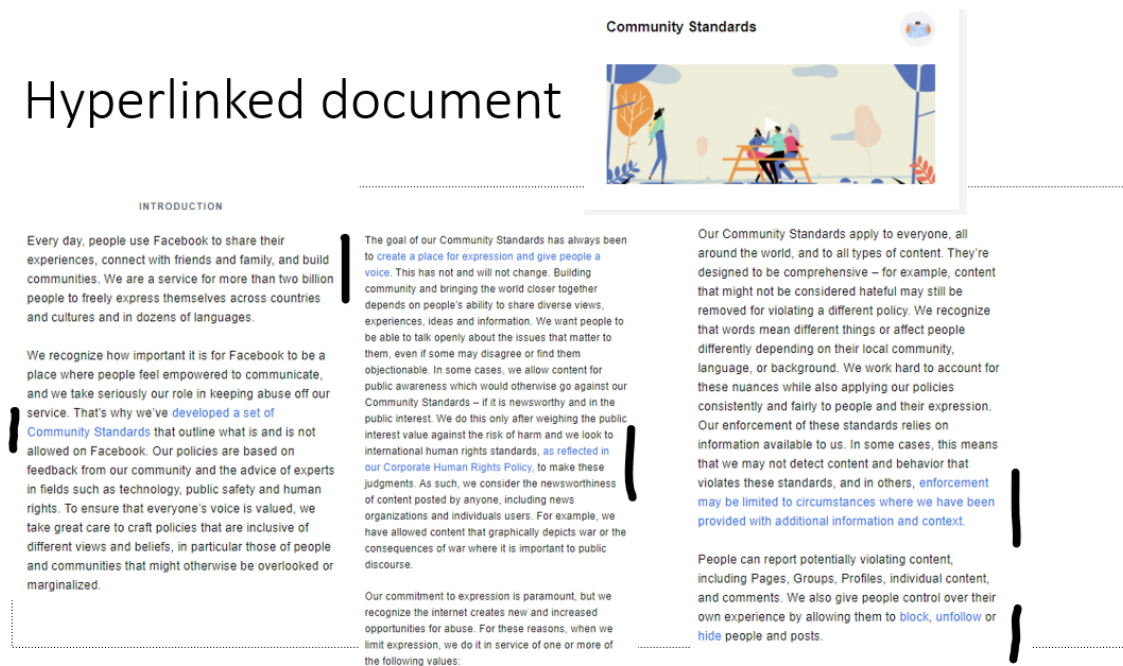 Community Standards
Hyperlinked document
INTRODUCTION
Every day, people use Facebook to share their
experiences, connect with friends and family, and build
communities. We are a service for more than two billion
people to freely express themselves across countries
and cultures and in dozens of languages.
We recognize how important it is for Facebook to be a
place where people feel empowered to communicate,
and we take seriously our role in keeping abuse off our
service. That's why we've developed a set of
Community Standards that outline what is and is not
allowed on Facebook. Our policies are based on
feedback from our community and the advice of experts
in fields such as technology, public safety and human
rights. To ensure that everyone's voice is valued, we
take great care to craft policies that are inclusive of
different views and beliefs, in particular those of people
and communities that might otherwise be overlooked or
marginalized.
The goal of our Community Standards has always been
to create a place for expression and give people a
voice. This has not and will not change. Building
community and bringing the world closer together
depends on people's ability to share diverse views,
experiences, ideas and information. We want people to
be able to talk openly about the issues that matter to
them, even if some may disagree or find them
objectionable. In some cases, we allow content for
public awareness which would otherwise go against our
Community Standards – if it is newsworthy and in the
public interest. We do this only after weighing the public
interest value against the risk of harm and we look to
international human rights standards, as reflected in
our Corporate Human Rights Policy, to make these
judgments. As such, we consider the newsworthiness
of content posted by anyone, including news
organizations and individuals users. For example, we
have allowed content that graphically depicts war or the
consequences of war where it is important to public
discourse.
Our commitment to expression is paramount, but we
recognize the internet creates new and increased
opportunities for abuse. For these reasons, when we
limit expression, we do it in service of one or more of
the following values:
Our Community Standards apply to everyone, all
around the world, and to all types of content. They're
designed to be comprehensive – for example, content
that might not be considered hateful may still be
removed for violating a different policy. We recognize
that words mean different things or affect people
differently depending on their local community,
language, or background. We work hard to account for
these nuances while also applying our policies
consistently and fairly to people and their expression.
Our enforcement of these standards relies on
information available to us. In some cases, this means
that we may not detect content and behavior that
violates these standards, and in others, enforcement
may be limited to circumstances where we have been
provided with additional information and context.
People can report potentially violating content,
including Pages, Groups, Profiles, individual content,
and comments. We also give people control over their
own experience by allowing them to block, unfollow or
hide people and posts.